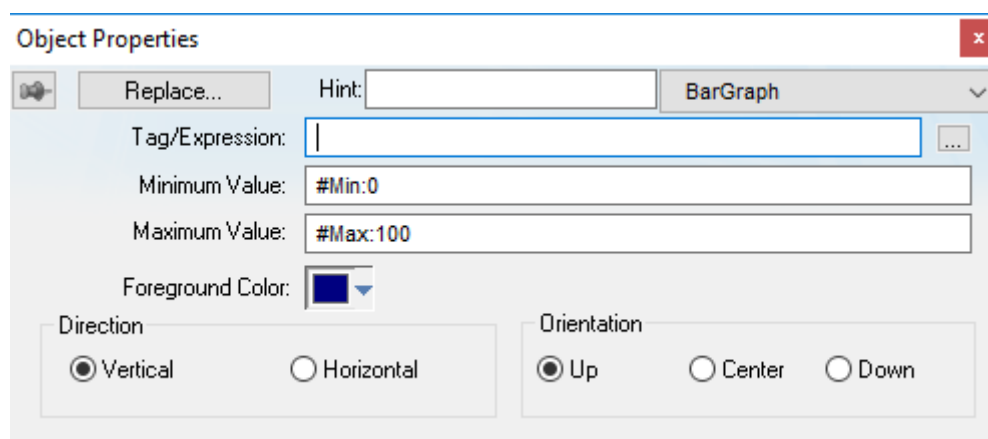 Object Properties x
Replace... Hint: BarGraph
Tag/Expression: ...
Minimum Value: #Min:0
Maximum Value: #Max:100
Foreground Color:
Direction Orientation
Vertical Horizontal Up Center Down